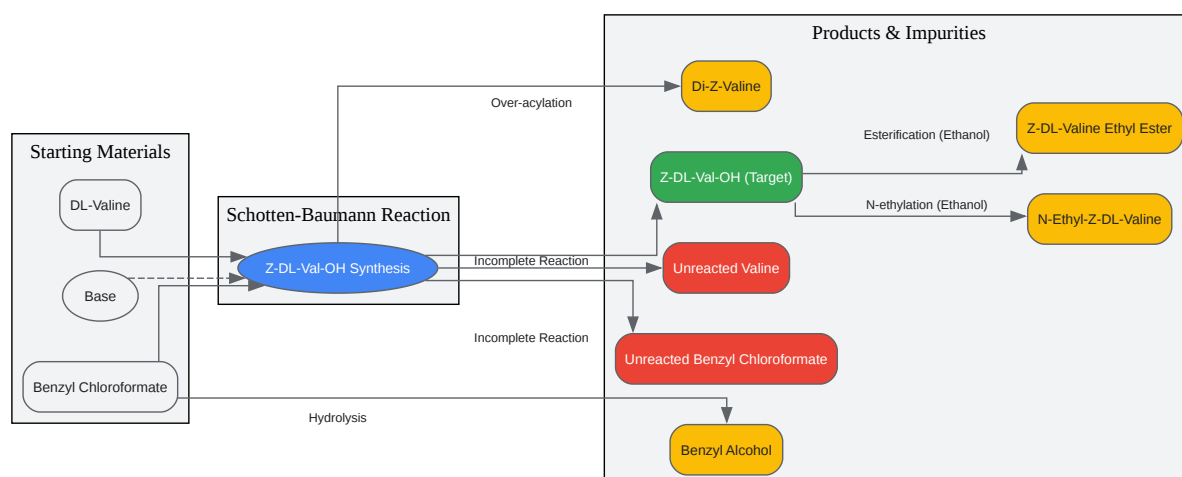 Products & Impurities
Di-Z-Valine
Over-acylation
Z-DL-Valine Ethyl Ester
Esterification (Ethanol)
Starting Materials
Z-DL-Val-OH (Target)
DL-Valine
N-ethylation (Ethanol)
Schotten-Baumann Reaction
N-Ethyl-Z-DL-Valine
Incomplete Reaction
Z-DL-Val-OH Synthesis
Unreacted Valine
Base
Incomplete Reaction
Unreacted Benzyl Chloroformate
Benzyl Chloroformate
Hydrolysis
Benzyl Alcohol